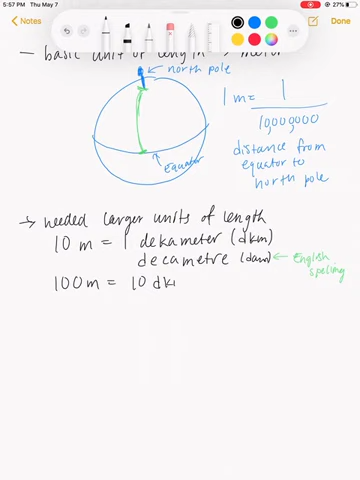 5:57 PM Thu May 7
27%
Notes
Done
– basic unit of length → meter
north pole
equator
1 m = 1
10,000,000
distance from
equator to
north pole
→ needed larger units of length
10 m = 1 dekameter (dkm)
decametre (dam) ← English
spelling
100 m = 10 dk